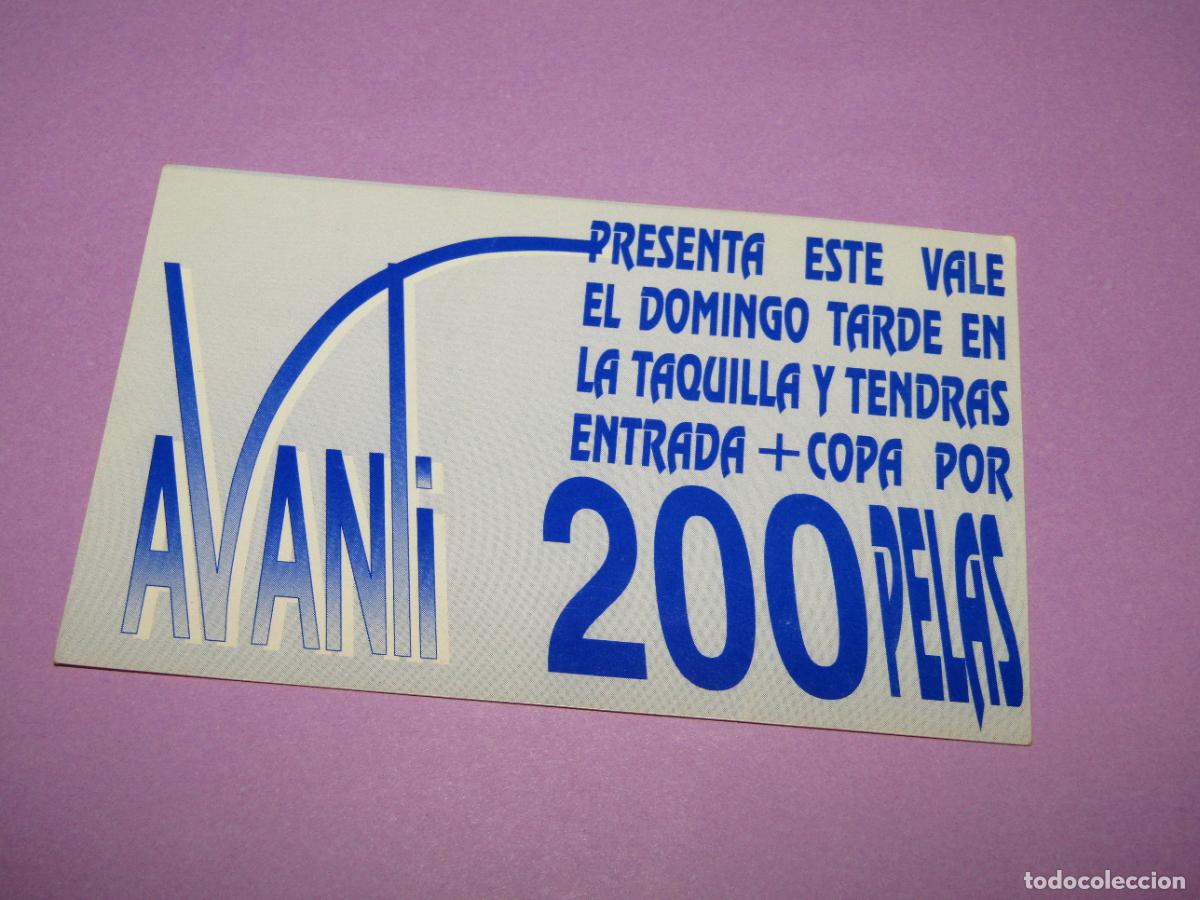 AVANTi
PRESENTA ESTE VALE
EL DOMINGO TARDE EN
LA TAQUILLA Y TENDRAS
ENTRADA + COPA POR
200 PELAS
todocoleccion